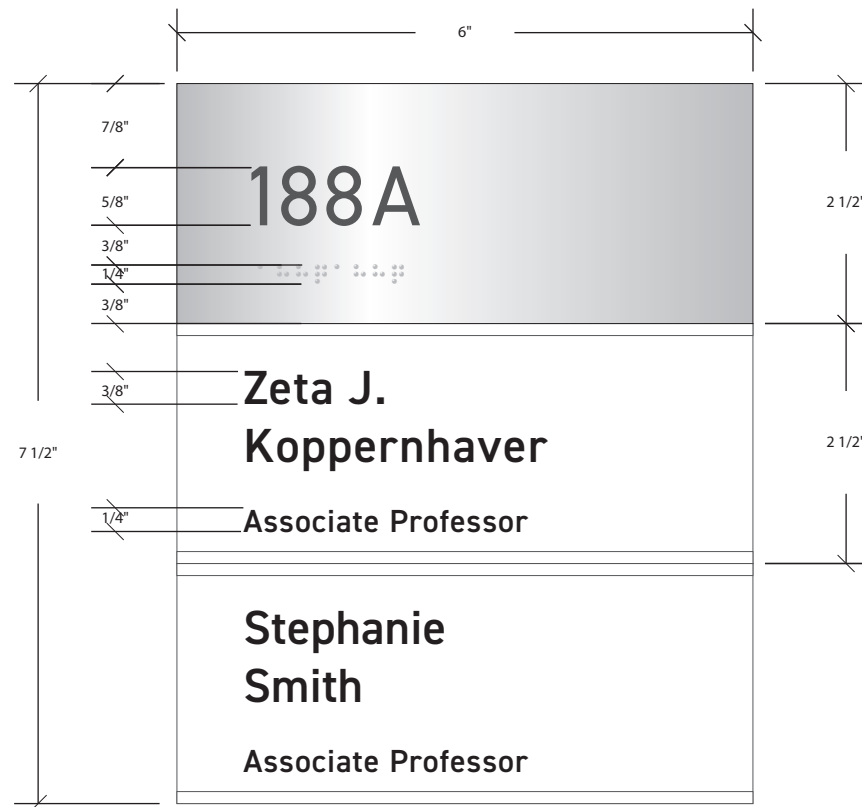 6"
7/8"
5/8"
3/8"
1/4"
3/8"
188A
2 1/2"
3/8"
Zeta J.
Koppernhaver
7 1/2"
2 1/2"
1/4"
Associate Professor
Stephanie
Smith
Associate Professor